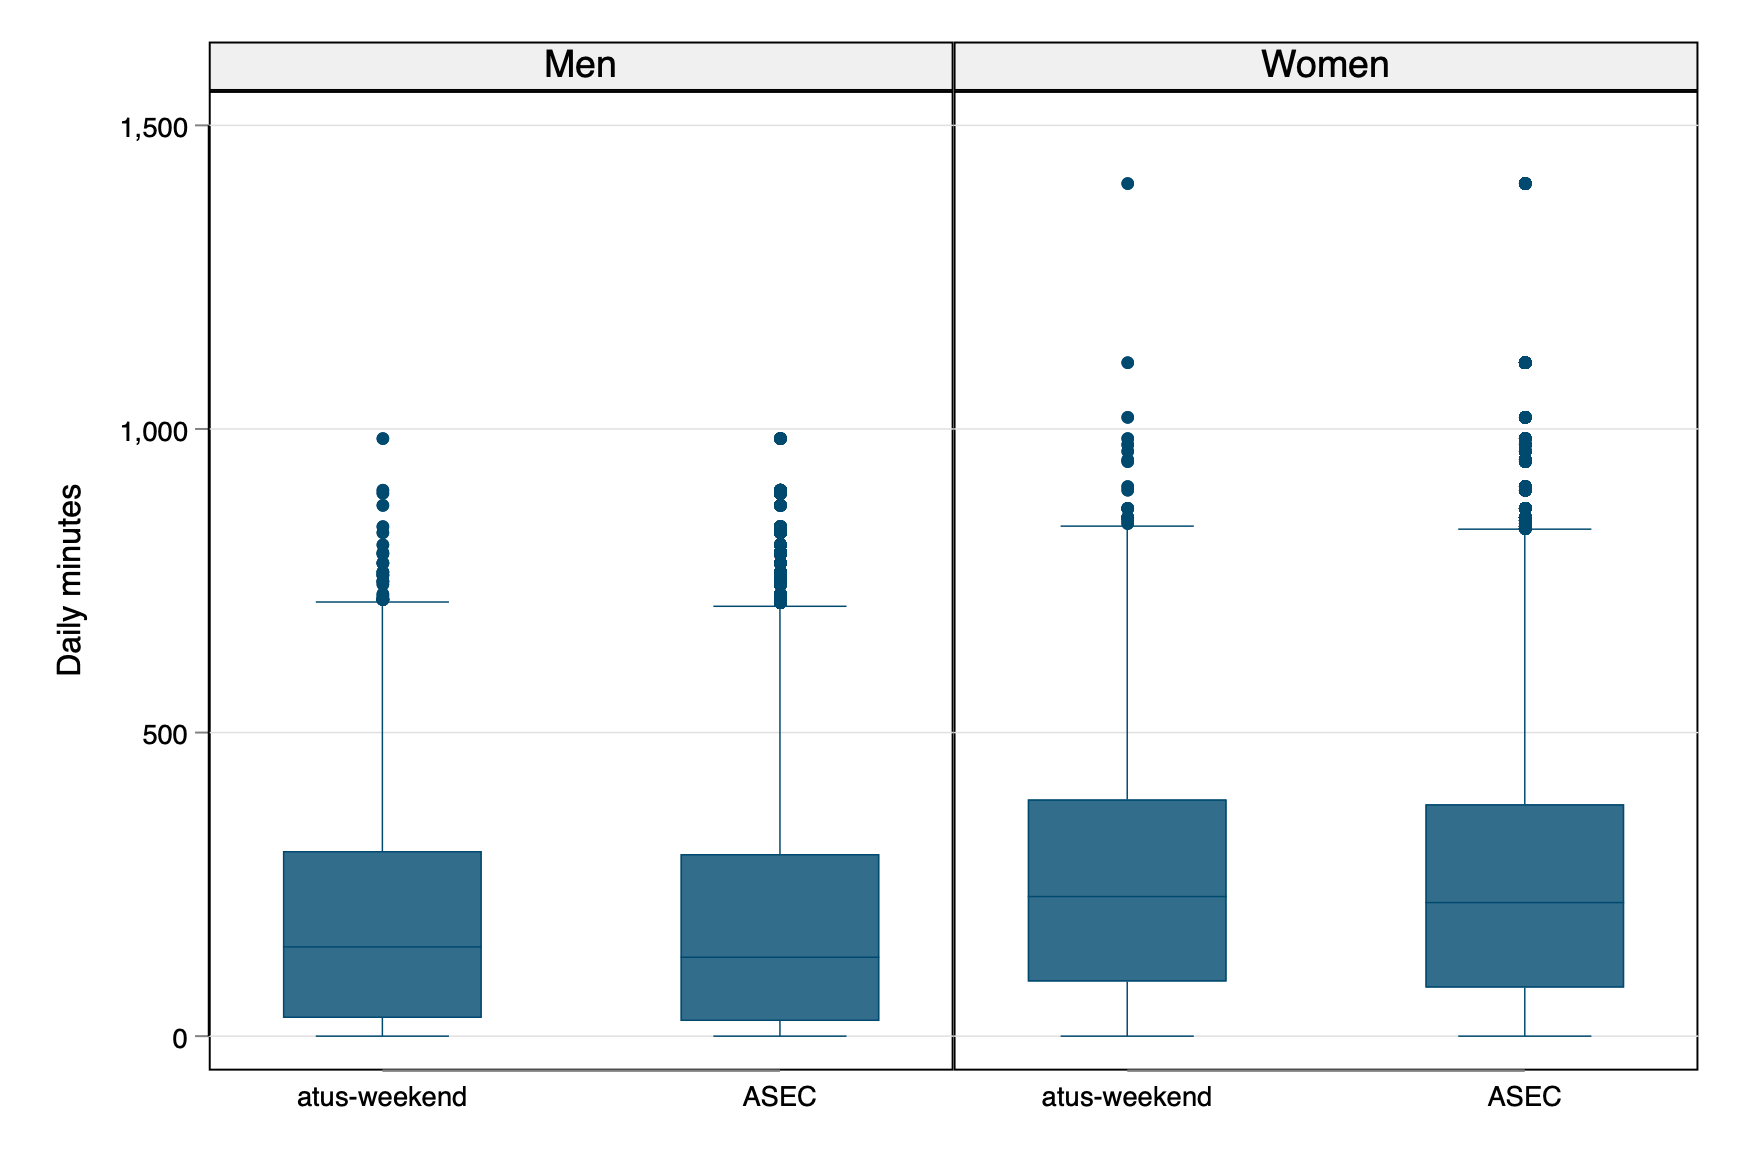 Men
Women
1,500
1,000
500
0
Daily minutes
atus-weekend
ASEC
atus-weekend
ASEC